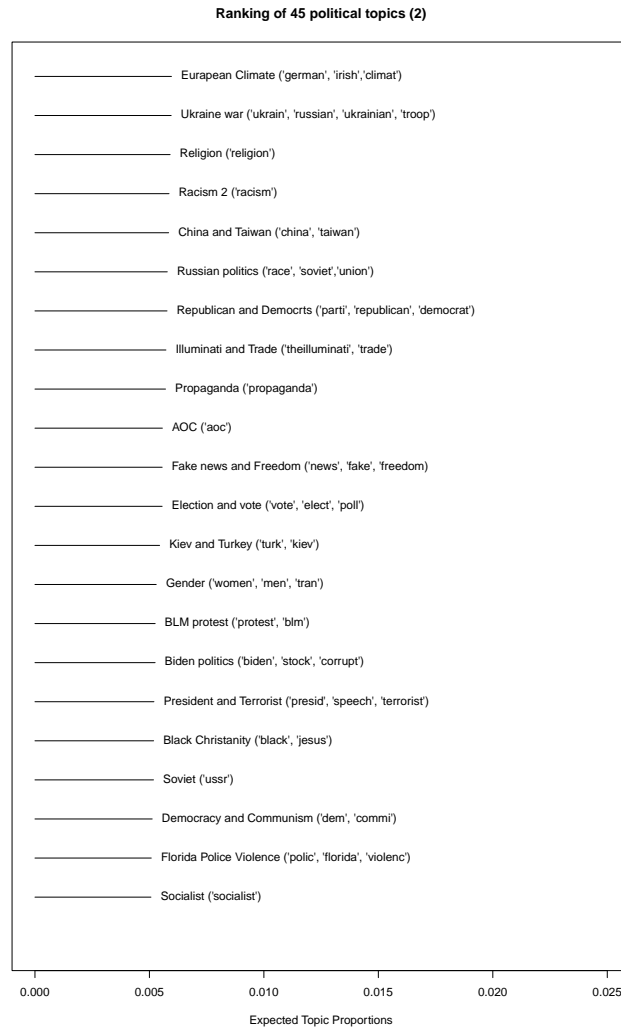 Ranking of 45 political topics (2)
European Climate ('german', 'irish','climat')
Ukraine war ('ukrain', 'russian', 'ukrainian', 'troop')
Religion ('religion')
Racism 2 ('racism')
China and Taiwan ('china', 'taiwan')
Russian politics ('race', 'soviet','union')
Republican and Democrts ('parti', 'republican', 'democrat')
Illuminati and Trade ('theilluminati', 'trade')
Propaganda ('propaganda')
AOC ('aoc')
Fake news and Freedom ('news', 'fake', 'freedom)
Election and vote ('vote', 'elect', 'poll')
Kiev and Turkey ('turk', 'kiev')
Gender ('women', 'men', 'tran')
BLM protest ('protest', 'blm')
Biden politics ('biden', 'stock', 'corrupt')
President and Terrorist ('presid', 'speech', 'terrorist')
Black Christanity ('black', 'jesus')
Soviet ('ussr')
Democracy and Communism ('dem', 'commi')
Florida Police Violence ('polic', 'florida', 'violenc')
Socialist ('socialist')
0.000 0.005 0.010 0.015 0.020 0.025
Expected Topic Proportions